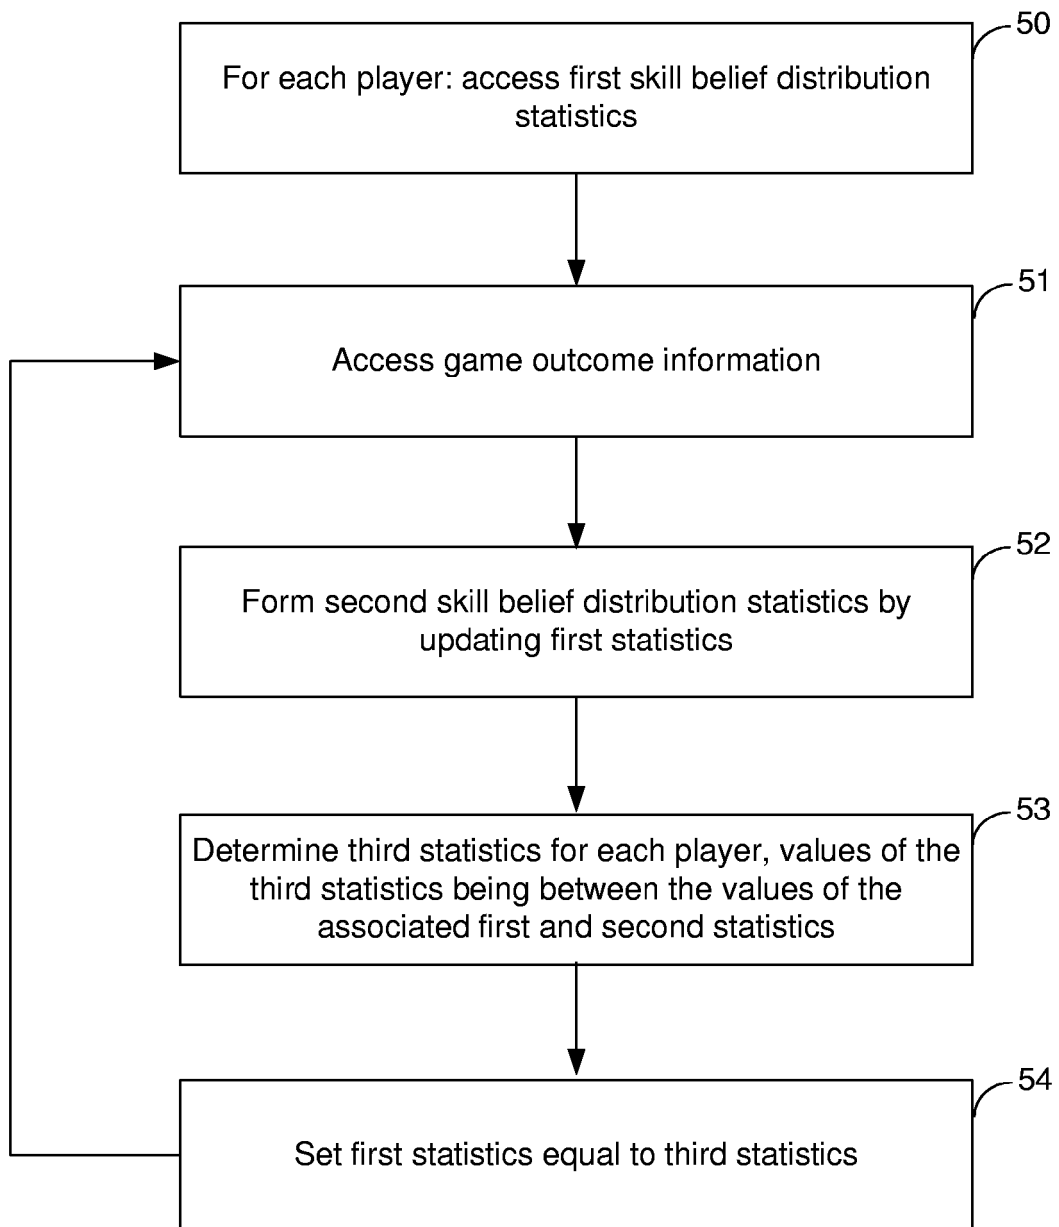 50
For each player: access first skill belief distribution
statistics
51
Access game outcome information
52
Form second skill belief distribution statistics by
updating first statistics
53
Determine third statistics for each player, values of the
third statistics being between the values of the
associated first and second statistics
54
Set first statistics equal to third statistics